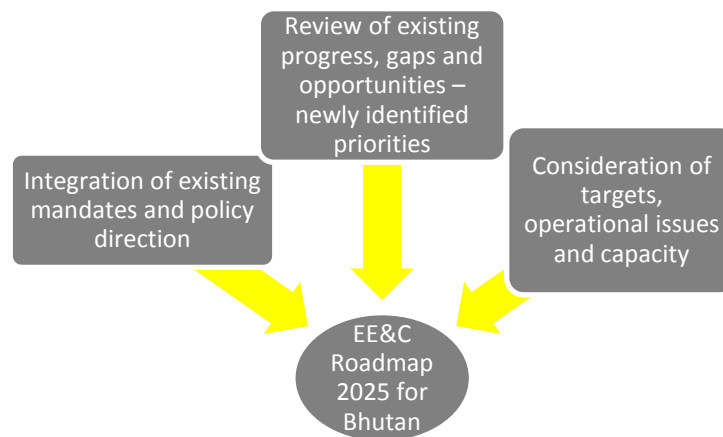 Review of existing
progress, gaps and
opportunities –
newly identified
priorities
Integration of existing
mandates and policy
direction
Consideration of
targets,
operational issues
and capacity
EE&C
Roadmap
2025 for
Bhutan